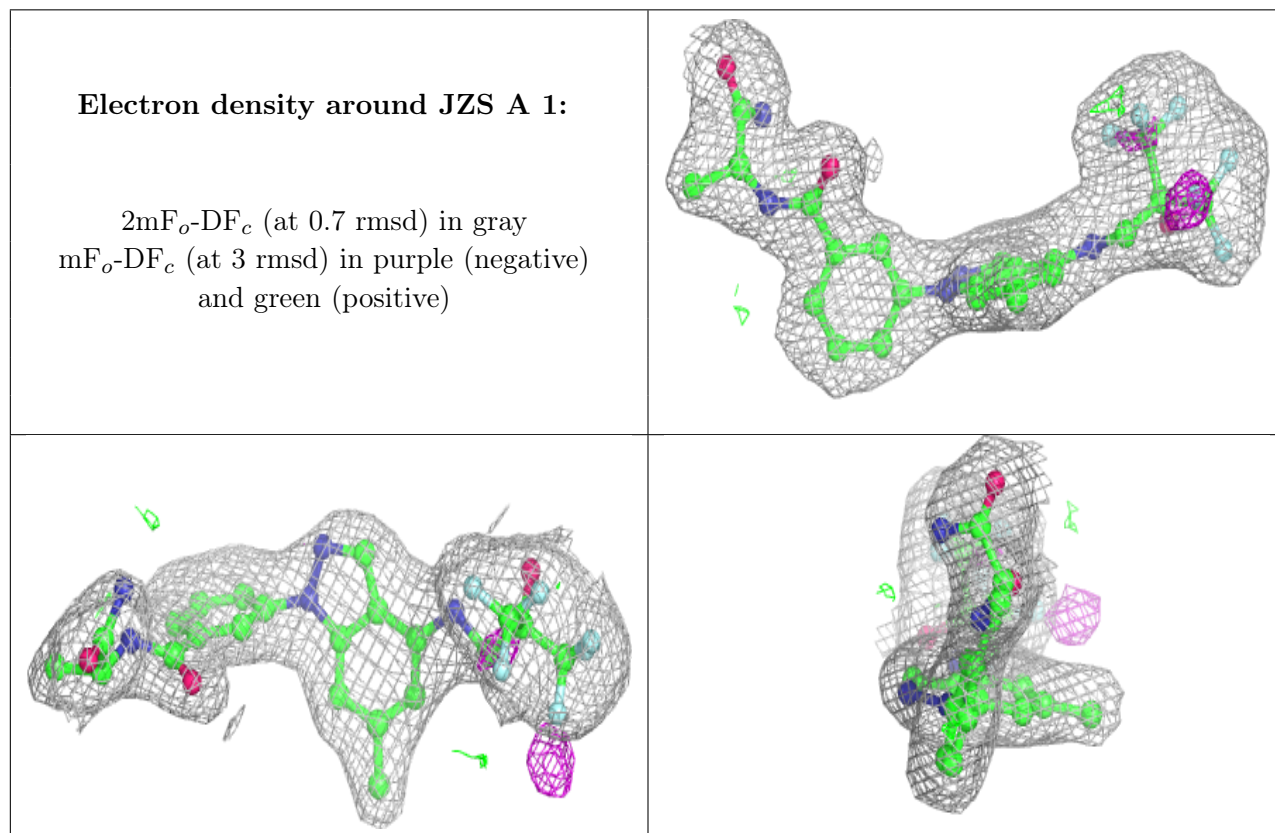 Electron density around JZS A 1:
2mFo-DFc (at 0.7 rmsd) in gray
mFo-DFc (at 3 rmsd) in purple (negative)
and green (positive)